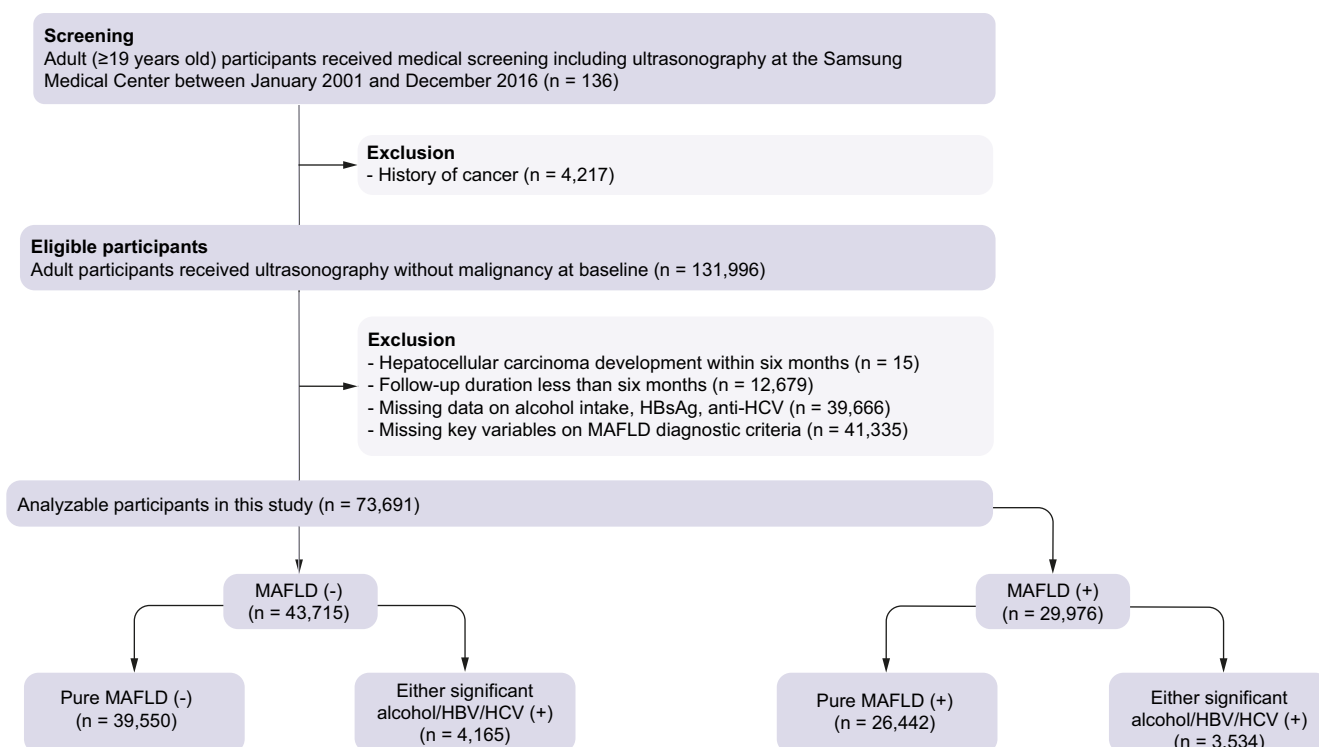 Screening
Adult (≥19 years old) participants received medical screening including ultrasonography at the Samsung
Medical Center between January 2001 and December 2016 (n = 136)
Exclusion
- History of cancer (n = 4,217)
Eligible participants
Adult participants received ultrasonography without malignancy at baseline (n = 131,996)
Exclusion
- Hepatocellular carcinoma development within six months (n = 15)
- Follow-up duration less than six months (n = 12,679)
- Missing data on alcohol intake, HBsAg, anti-HCV (n = 39,666)
- Missing key variables on MAFLD diagnostic criteria (n = 41,335)
Analyzable participants in this study (n = 73,691)
MAFLD (-)
(n = 43,715)
MAFLD (+)
(n = 29,976)
Pure MAFLD (-)
(n = 39,550)
Either significant
alcohol/HBV/HCV (+)
(n = 4,165)
Pure MAFLD (+)
(n = 26,442)
Either significant
alcohol/HBV/HCV (+)
(n = 3,534)